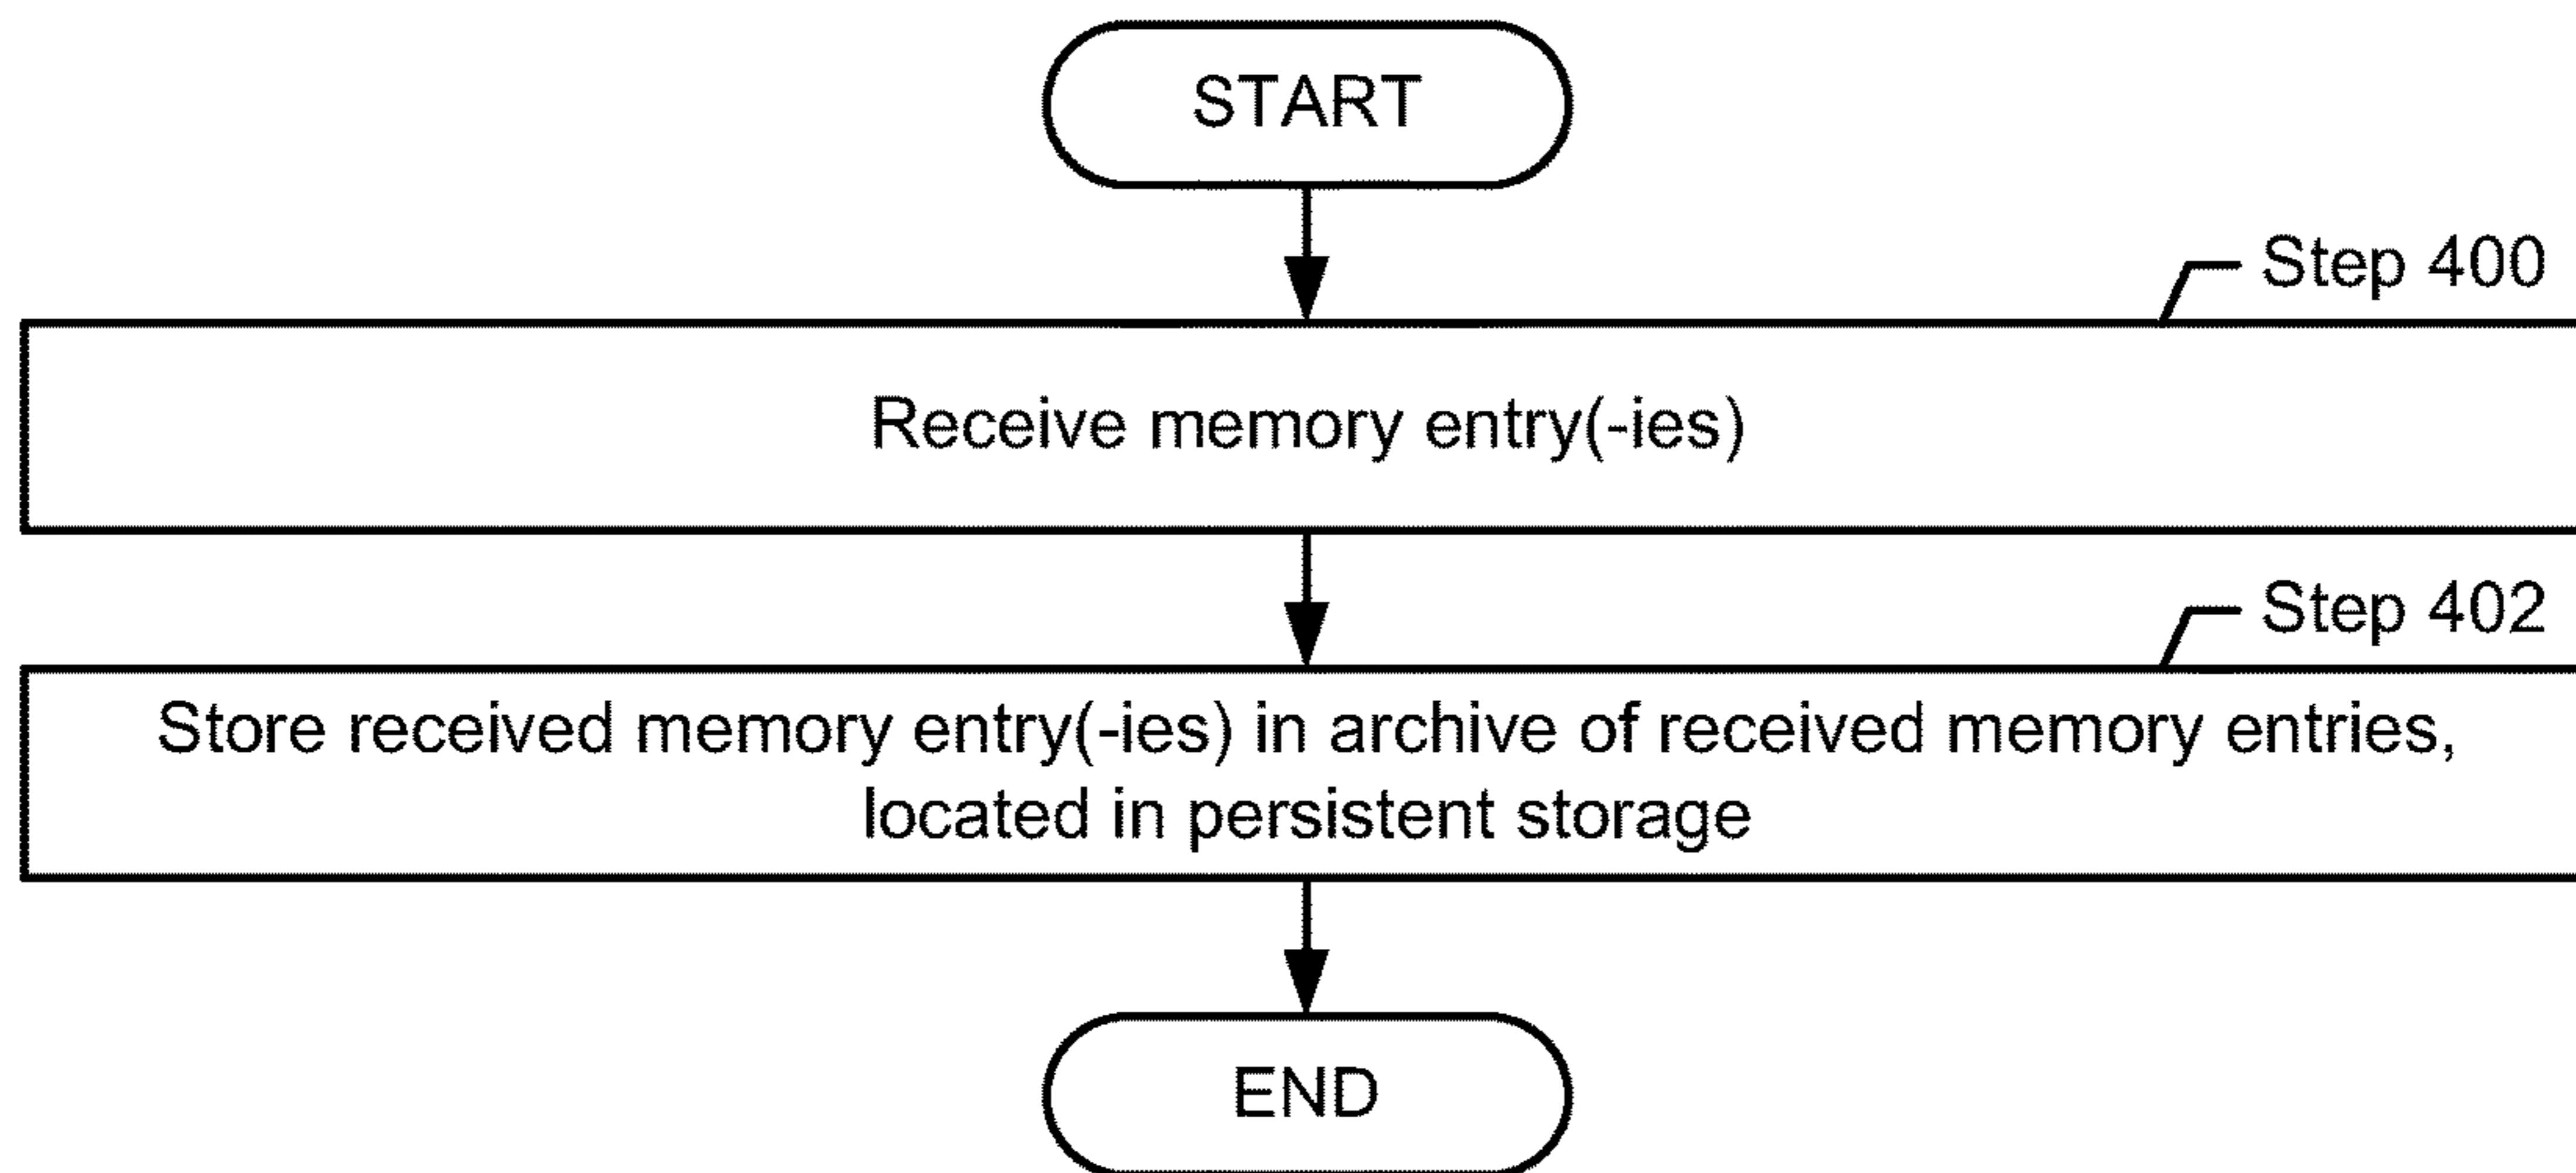 START
Step 400
Receive memory entry(-ies)
Step 402
Store received memory entry(-ies) in archive of received memory entries,
located in persistent storage
END